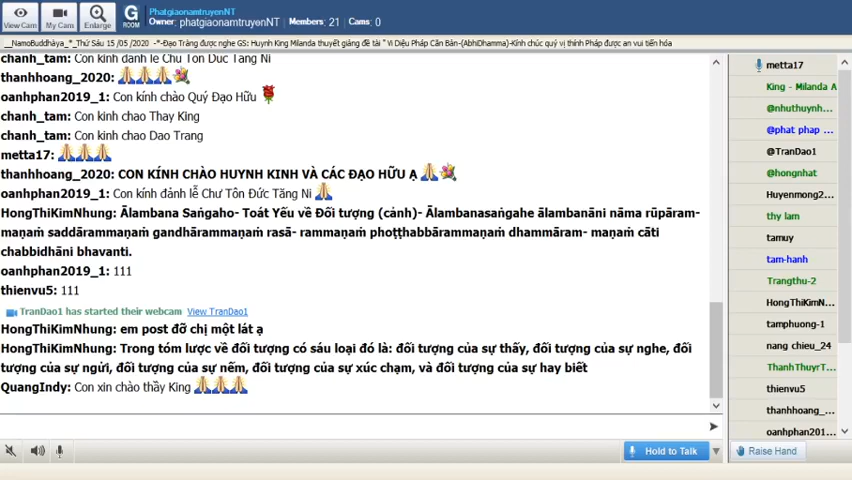 PhatgiaonamtruyenNT
Owner: phatgiaonamtruyenNT Members: 21 Cams: 0
View Cam
My Cam
Enlarge
G ROOM
__NamoBuddhàya_*_Thứ Sáu 15 /05 /2020 -*-Đạo Tràng được nghe GS: Huynh King Milanda thuyết giảng đề tài " Vi Diệu Pháp Căn Bản-(AbhiDhamma)-Kính chúc quý vị thính Pháp được an vui tiến hóa
chanh_tam: Con kinh danh le Chu Ton Duc Tang Ni
thanhhoang_2020:
oanhphan2019_1: Con kính chào Quý Đạo Hữu
chanh_tam: Con kinh chao Thay King
chanh_tam: Con kinh chao Dao Trang
metta17:
thanhhoang_2020: CON KÍNH CHÀO HUYNH KINH VÀ CÁC ĐẠO HỮU Ạ
oanhphan2019_1: Con kính đảnh lễ Chư Tôn Đức Tăng Ni
HongThiKimNhung: Ālambana Saṅgaho- Toát Yếu về Đối tượng (cảnh)- Ālambanasaṅgahe ālambanāni nāma rūpāram-
maṇaṁ saddārammaṇaṁ gandhārammaṇaṁ rasā- rammaṇaṁ phoṭṭhabbārammaṇaṁ dhammāram- maṇaṁ cāti
chabbidhāni bhavanti.
oanhphan2019_1: 111
thienvu5: 111
TranDao1 has started their webcam View TranDao1
HongThiKimNhung: em post đỡ chị một lát ạ
HongThiKimNhung: Trong tóm lược về đối tượng có sáu loại đó là: đối tượng của sự thấy, đối tượng của sự nghe, đối
tượng của sự ngửi, đối tượng của sự nếm, đối tượng của sự xúc chạm, và đối tượng của sự hay biết
QuangIndy: Con xin chào thầy King
metta17
King - Milanda A
@nhuthuynh...
@phat phap ...
@TranDao1
@hongnhat
Huyenmong2...
thy lam
tamuy
tam-hanh
Trangthu-2
HongThiKimN...
tamphuong-1
nang chieu_24
ThanhThuyrT...
thienvu5
thanhhoang_...
oanhphan201...
Hold to Talk
Raise Hand